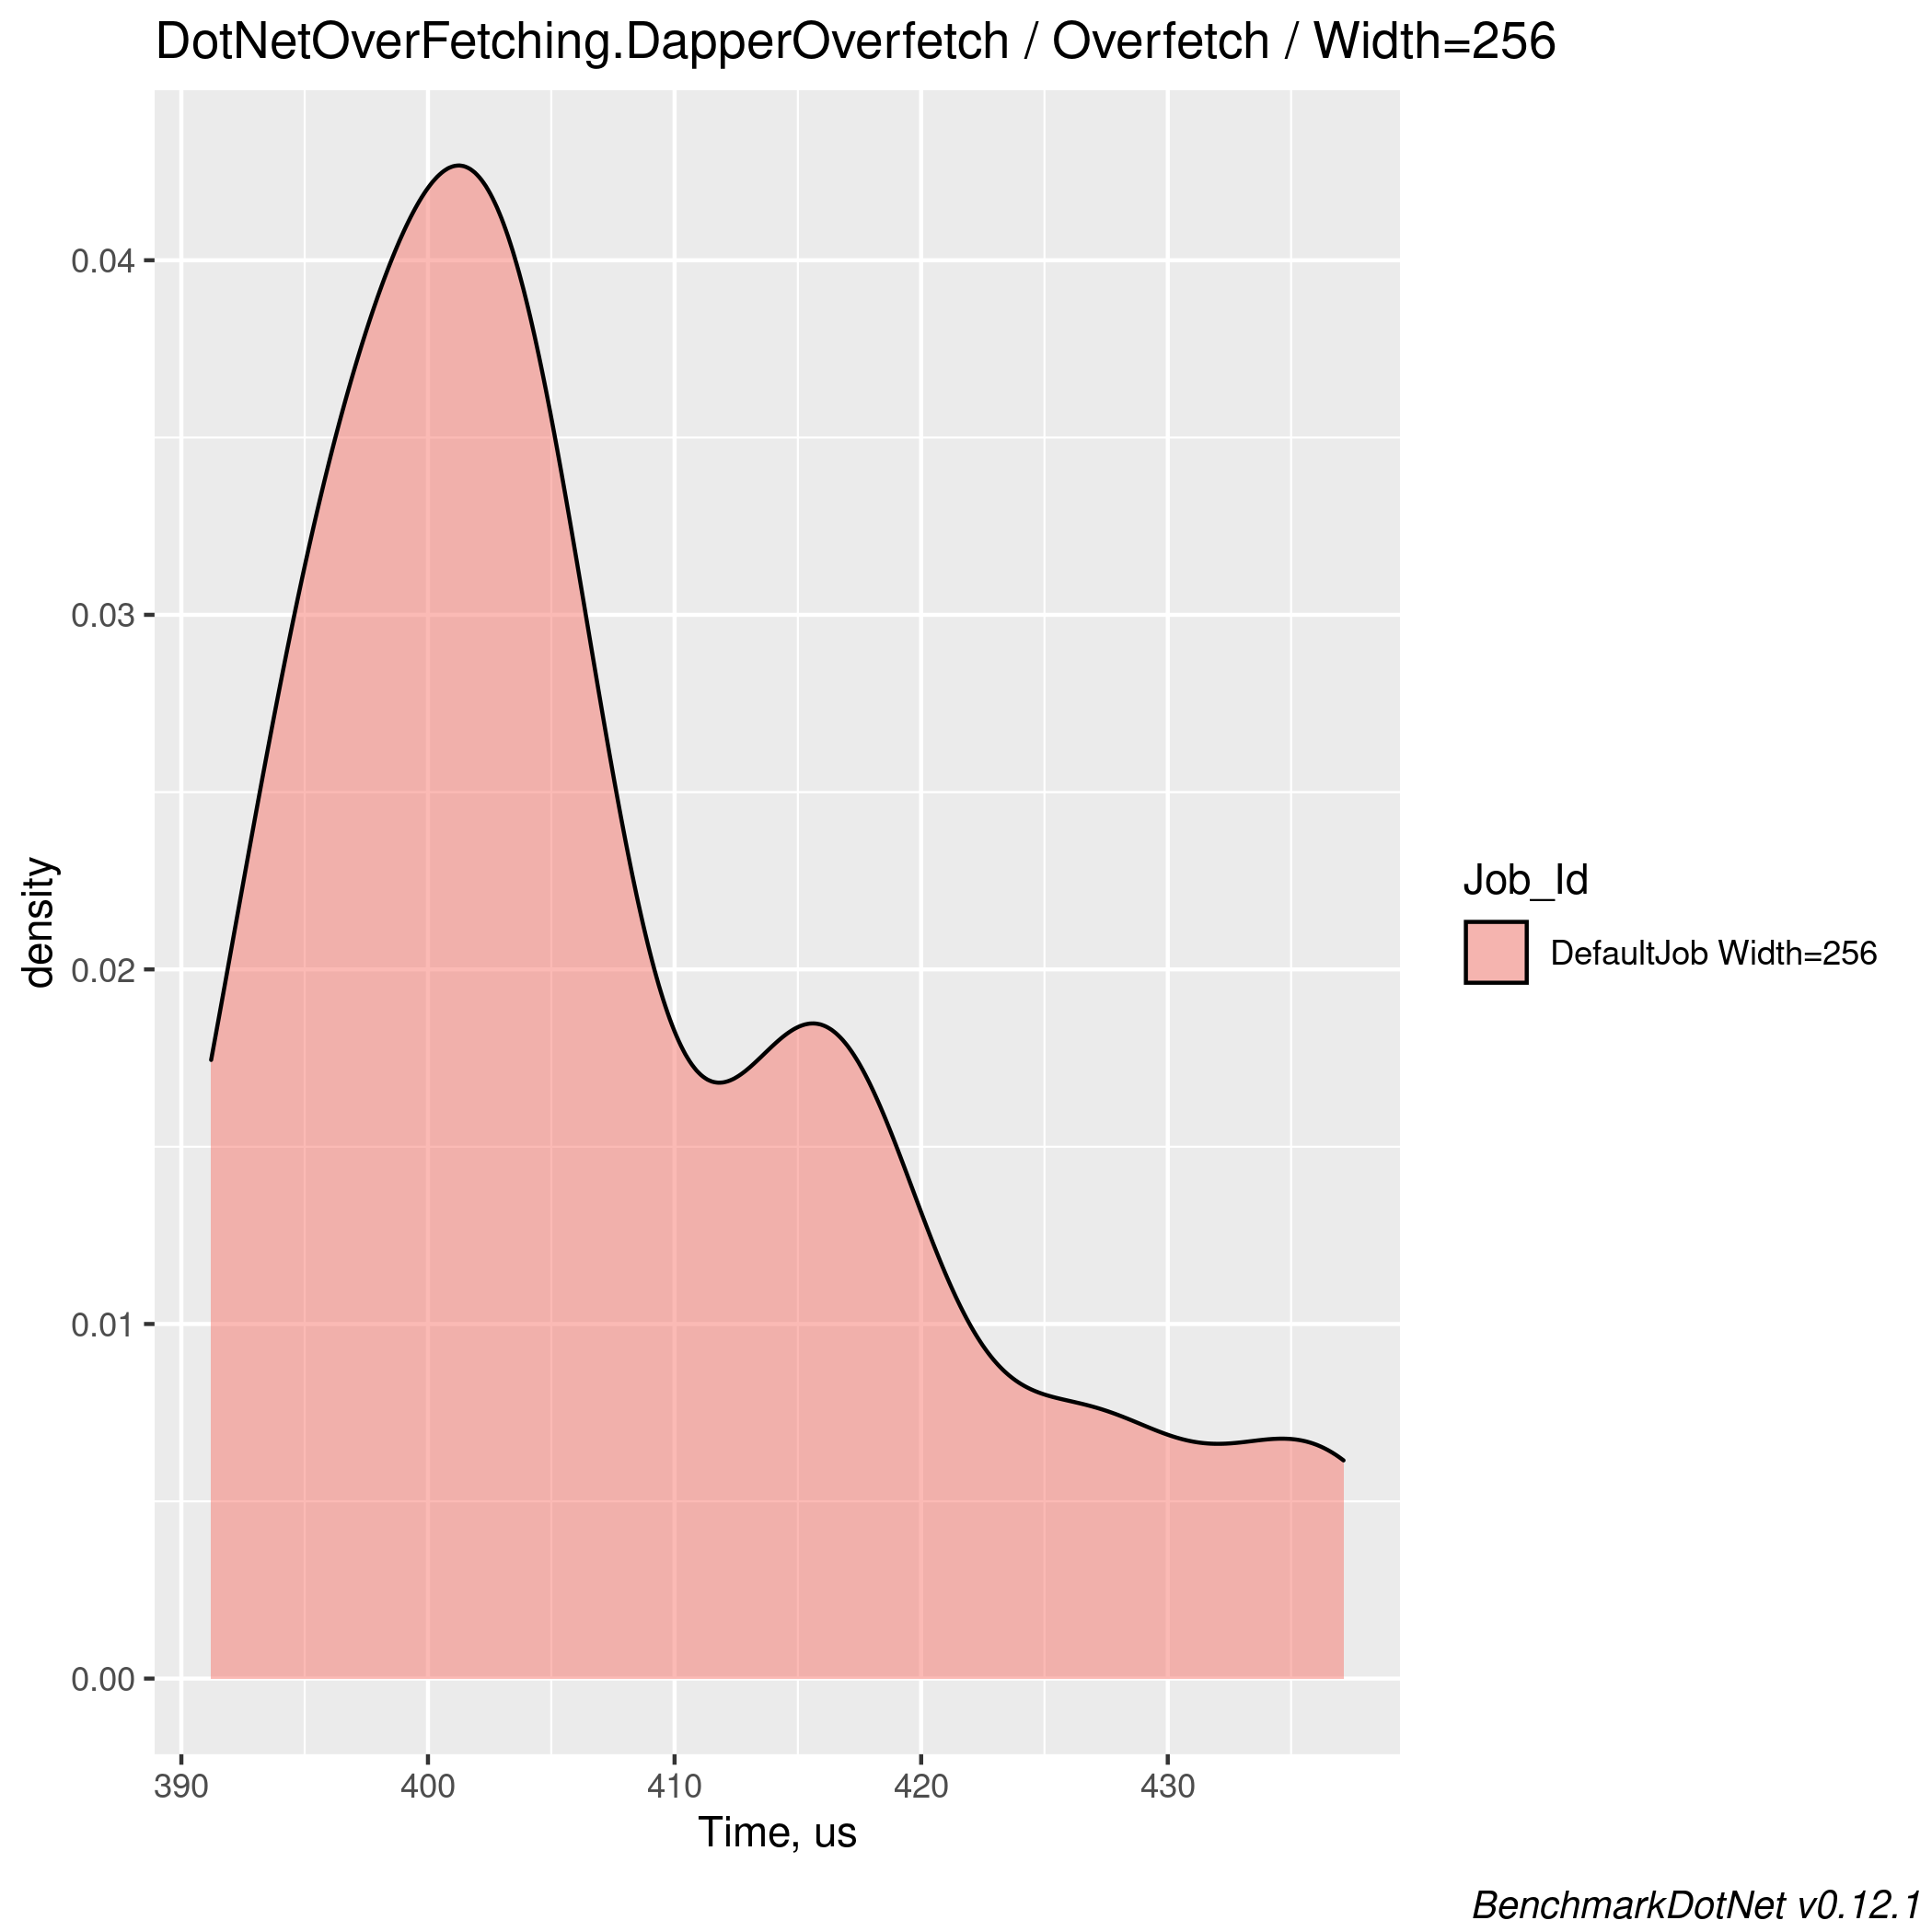 DotNetOverFetching.DapperOverfetch / Overfetch / Width=256
density
0.04
0.03
0.02
0.01
0.00
390 400 410 420 430
Time, us
Job_Id
DefaultJob Width=256
BenchmarkDotNet v0.12.1